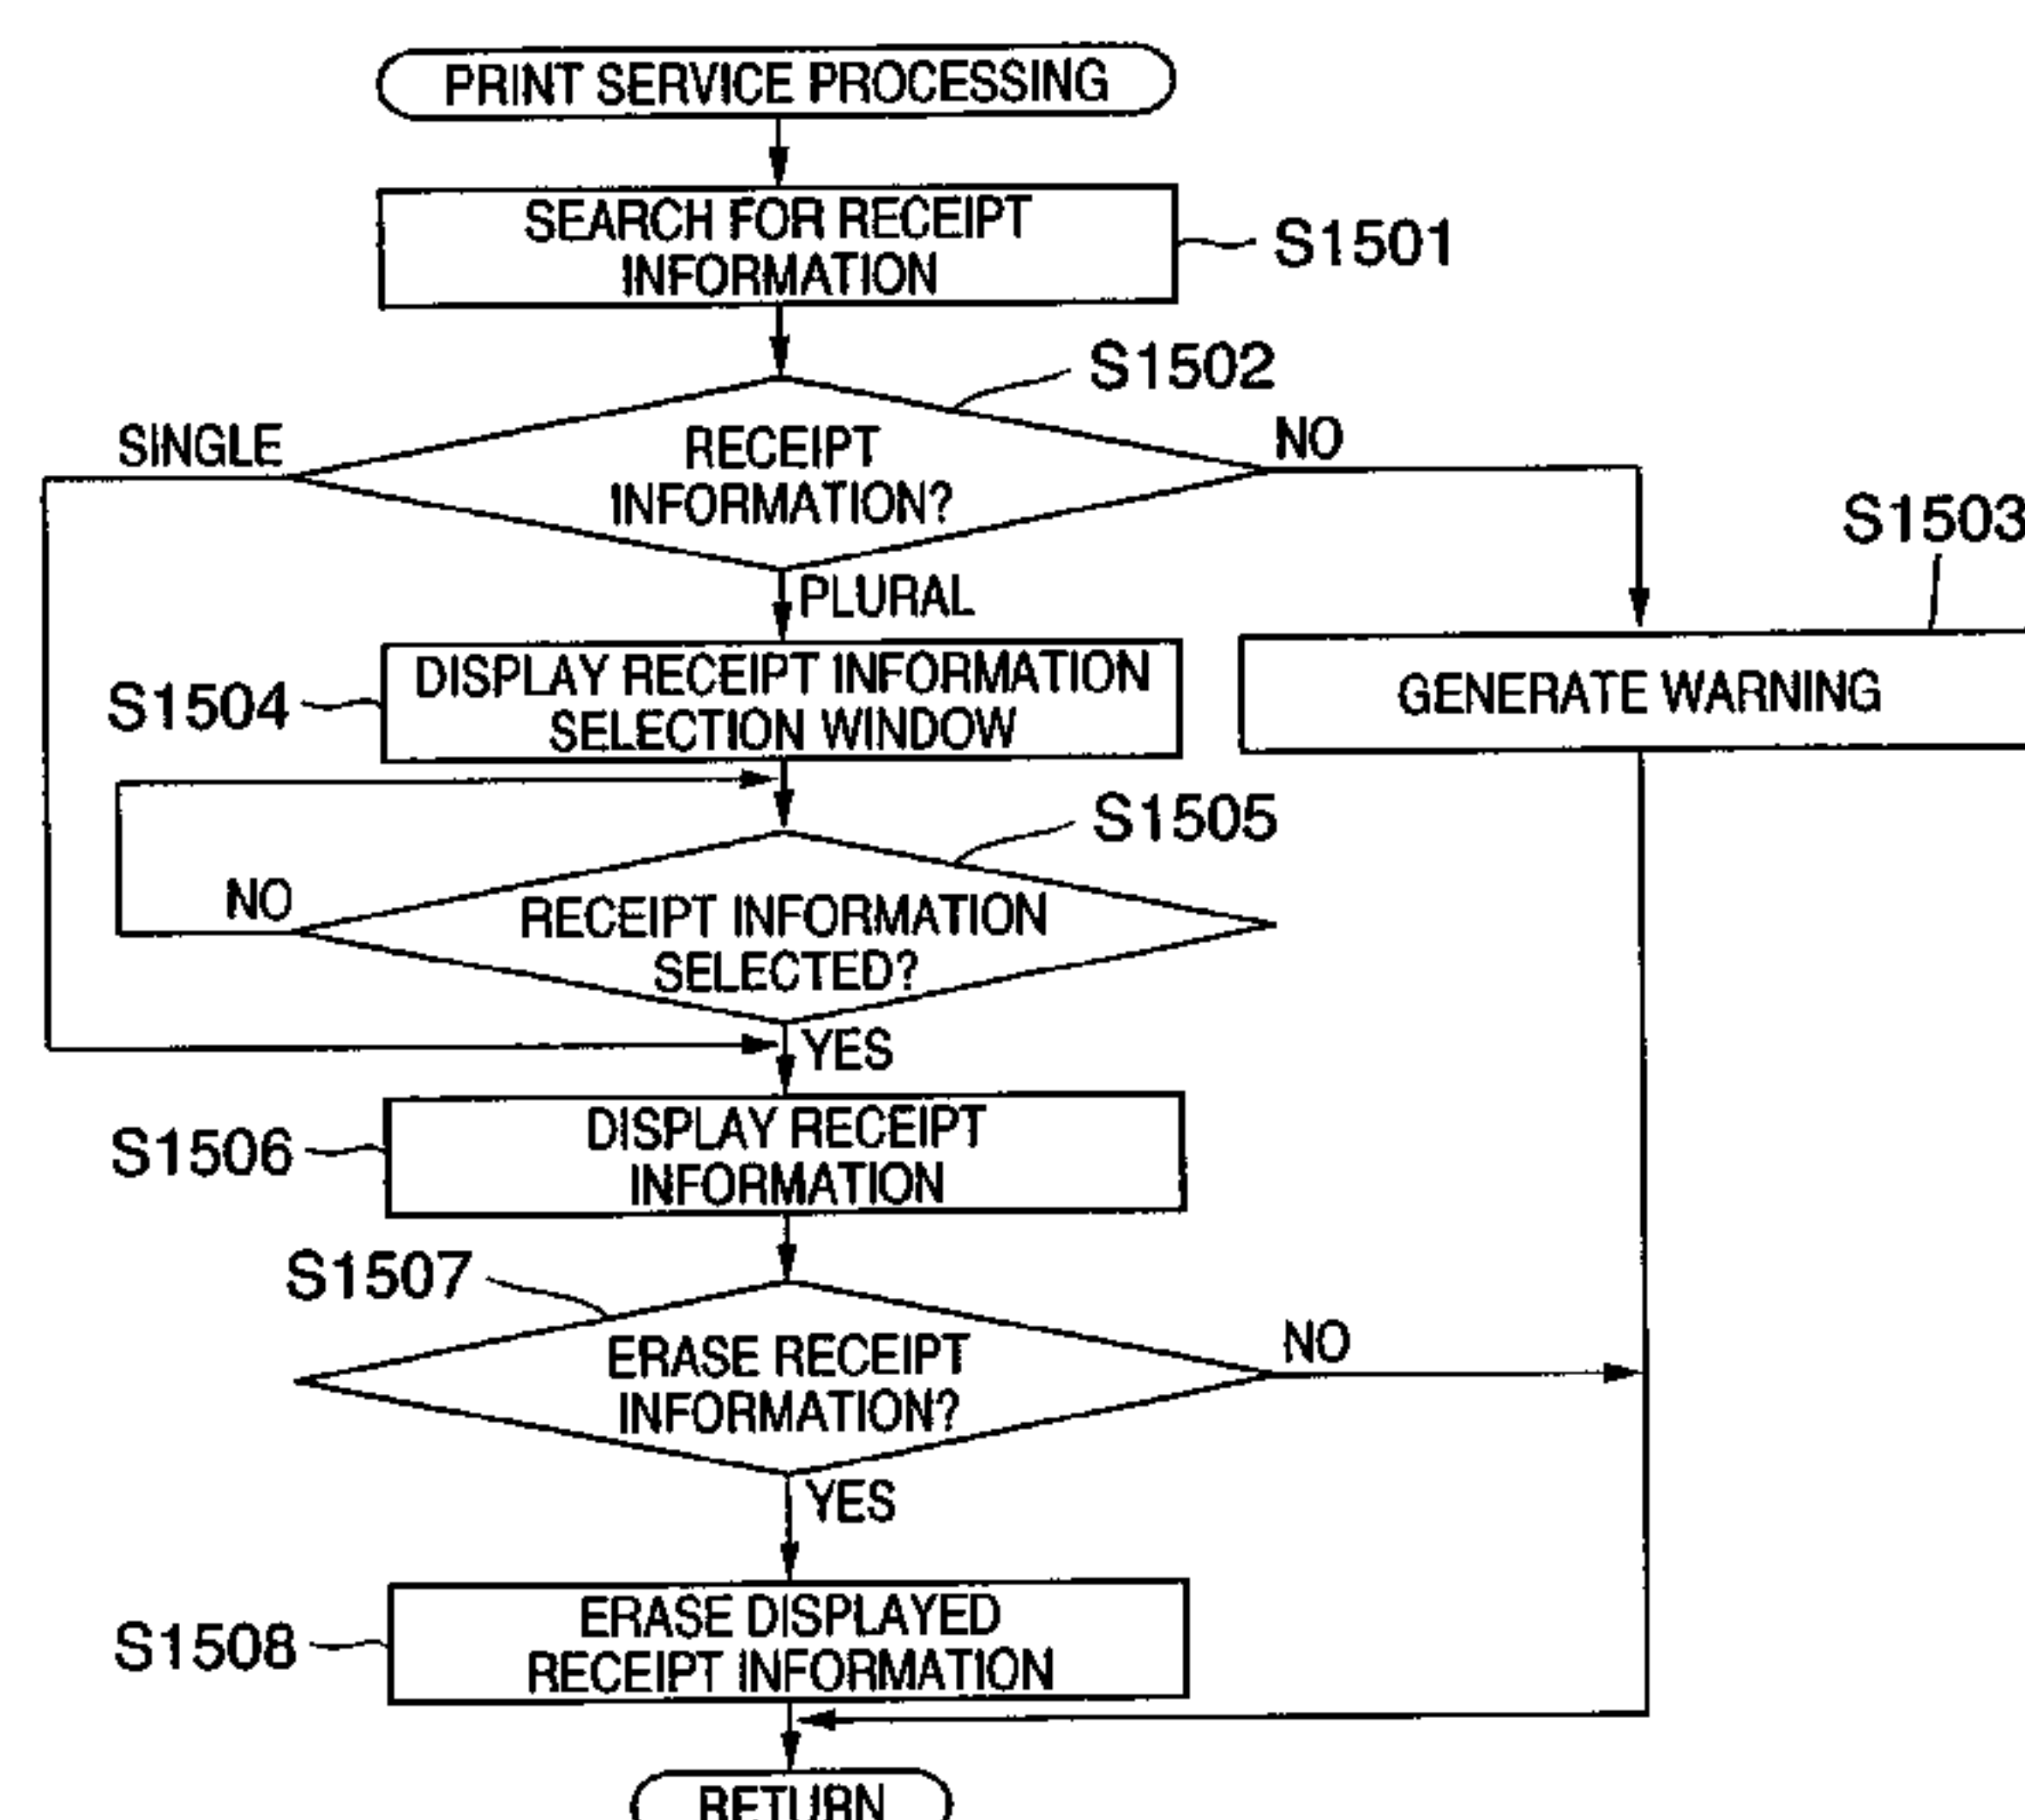 PRINT SERVICE PROCESSING
SEARCH FOR RECEIPT
INFORMATION
S1501
S1502
SINGLE
RECEIPT
INFORMATION?
NO
S1503
PLURAL
S1504
DISPLAY RECEIPT INFORMATION
SELECTION WINDOW
GENERATE WARNING
S1505
NO
RECEIPT INFORMATION
SELECTED?
YES
S1506
DISPLAY RECEIPT
INFORMATION
S1507
ERASE RECEIPT
INFORMATION?
NO
YES
S1508
ERASE DISPLAYED
RECEIPT INFORMATION
RETURN